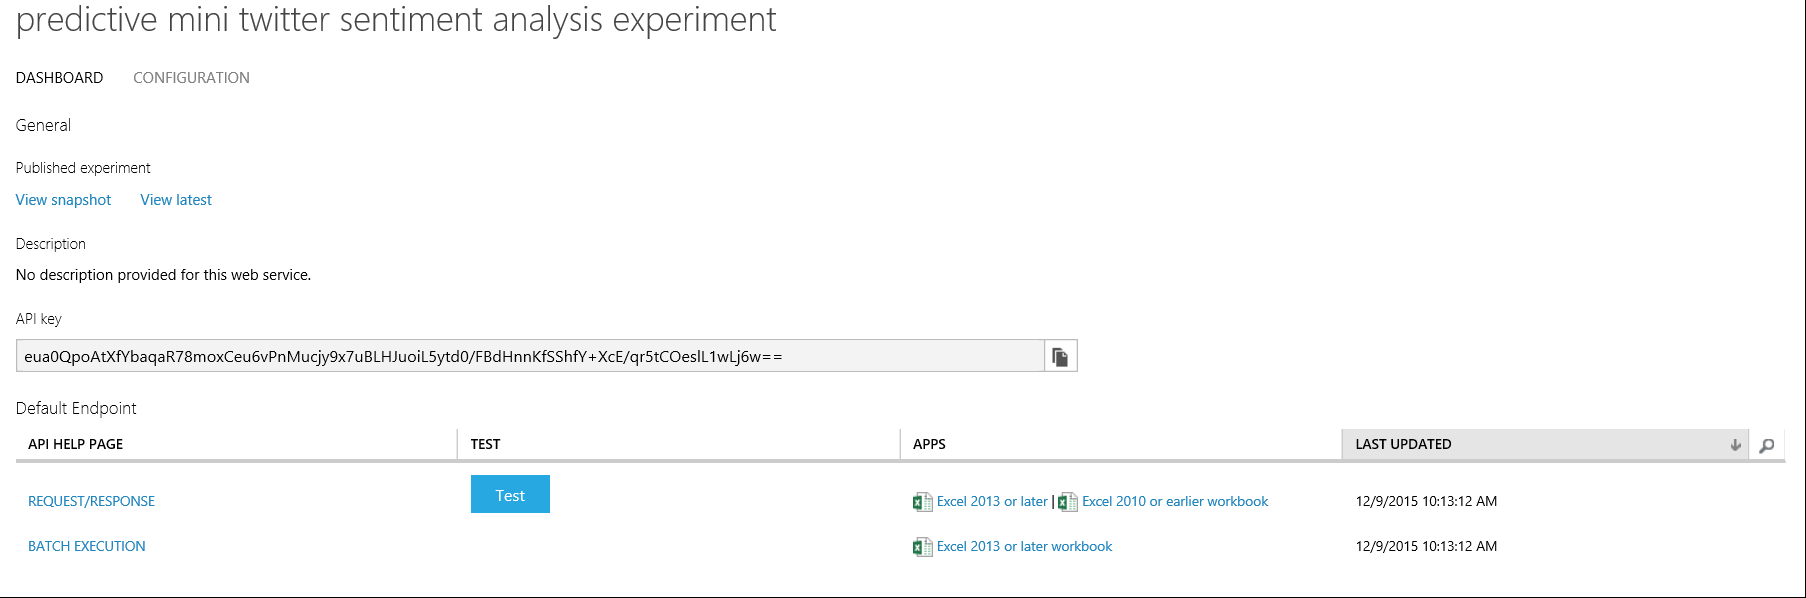 predictive mini twitter sentiment analysis experiment
DASHBOARD CONFIGURATION
General
Published experiment
View snapshot View latest
Description
No description provided for this web service.
API key
eua0QpoAtXfYbaqaR78moxCeu6vPnMucjy9x7uBLHJuoiL5ytd0/FBdHnnKfSShfY+XcE/qr5tCOeslL1wLj6w==
Default Endpoint
API HELP PAGE TEST APPS LAST UPDATED
REQUEST/RESPONSE Test Excel 2013 or later | Excel 2010 or earlier workbook 12/9/2015 10:13:12 AM
BATCH EXECUTION Excel 2013 or later workbook 12/9/2015 10:13:12 AM